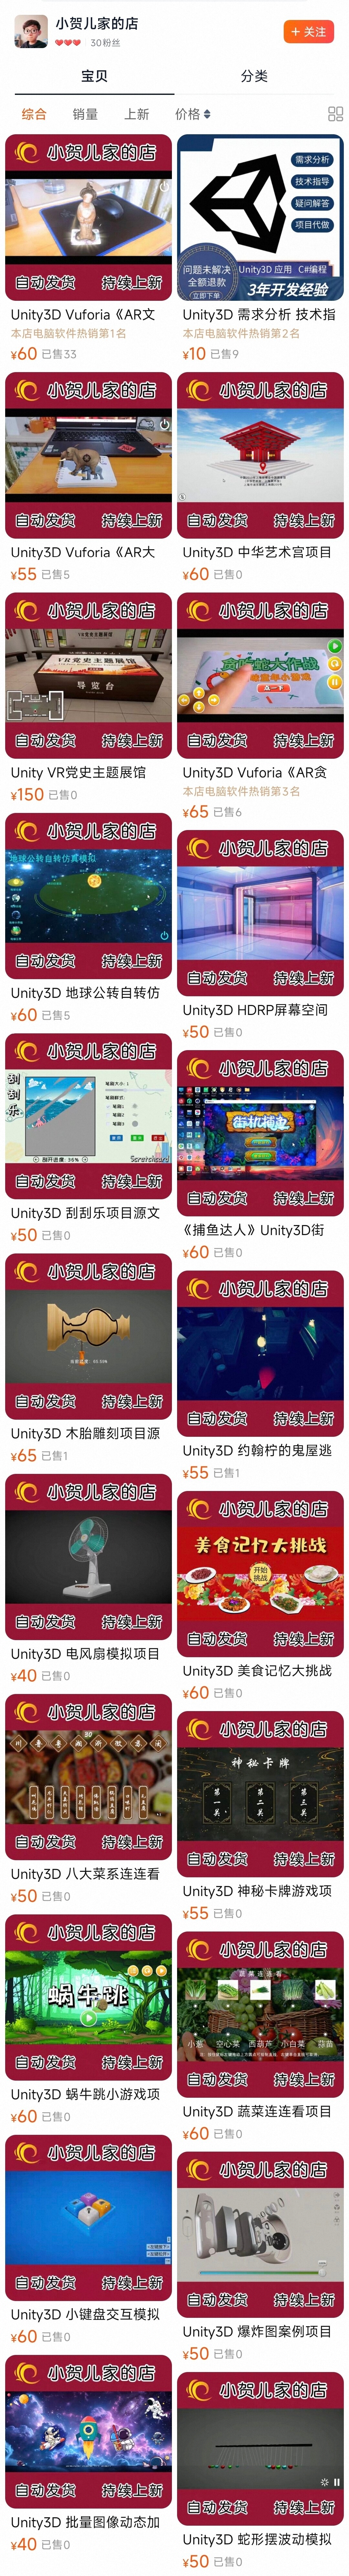 小贺儿家的店
30粉丝
+ 关注
宝贝
分类
综合
销量
上新
价格
小贺儿家的店
自动发货 持续上新
Unity3D Vuforia《AR文
本店电脑软件热销第1名
¥60 已售33
需求分析
技术指导
疑问解答
项目代做
问题未解决
全额退款
立即下单
Unity3D 应用 C#编程
3年开发经验
Unity3D 需求分析 技术指
本店电脑软件热销第2名
¥10 已售9
小贺儿家的店
自动发货 持续上新
Unity3D Vuforia《AR大
¥55 已售5
小贺儿家的店
自动发货 持续上新
Unity3D 中华艺术宫项目
¥60 已售0
小贺儿家的店
VR党史主题展馆
导览台
自动发货 持续上新
Unity VR党史主题展馆
¥150 已售0
小贺儿家的店
贪吃蛇大作战
自动发货 持续上新
Unity3D Vuforia《AR贪
本店电脑软件热销第3名
¥65 已售6
小贺儿家的店
地球公转自转仿真模拟
自动发货 持续上新
Unity3D 地球公转自转仿
¥60 已售5
小贺儿家的店
自动发货 持续上新
Unity3D HDRP屏幕空间
¥50 已售0
小贺儿家的店
刮刮乐
自动发货 持续上新
Unity3D 刮刮乐项目源文
¥50 已售0
小贺儿家的店
街机捕鱼
自动发货 持续上新
《捕鱼达人》Unity3D街
¥60 已售0
小贺儿家的店
自动发货 持续上新
Unity3D 木胎雕刻项目源
¥65 已售1
小贺儿家的店
自动发货 持续上新
Unity3D 约翰柠的鬼屋逃
¥55 已售1
小贺儿家的店
自动发货 持续上新
Unity3D 电风扇模拟项目
¥40 已售0
小贺儿家的店
美食记忆大挑战
开始
挑战
自动发货 持续上新
Unity3D 美食记忆大挑战
¥60 已售0
小贺儿家的店
30
川 鲁 粤 湘 浙 徽 苏 闽
自动发货 持续上新
Unity3D 八大菜系连连看
¥50 已售0
小贺儿家的店
神秘卡牌
第一关
第二关
第三关
自动发货 持续上新
Unity3D 神秘卡牌游戏项
¥55 已售0
小贺儿家的店
蜗牛跳
自动发货 持续上新
Unity3D 蜗牛跳小游戏项
¥60 已售0
小贺儿家的店
蔬菜连连看
小葱 空心菜 西葫芦 小白菜 蒜苗
自动发货 持续上新
Unity3D 蔬菜连连看项目
¥60 已售0
小贺儿家的店
自动发货 持续上新
Unity3D 小键盘交互模拟
¥60 已售0
小贺儿家的店
自动发货 持续上新
Unity3D 爆炸图案例项目
¥50 已售0
小贺儿家的店
自动发货 持续上新
Unity3D 批量图像动态加
¥40 已售0
小贺儿家的店
自动发货 持续上新
Unity3D 蛇形摆波动模拟
¥50 已售0